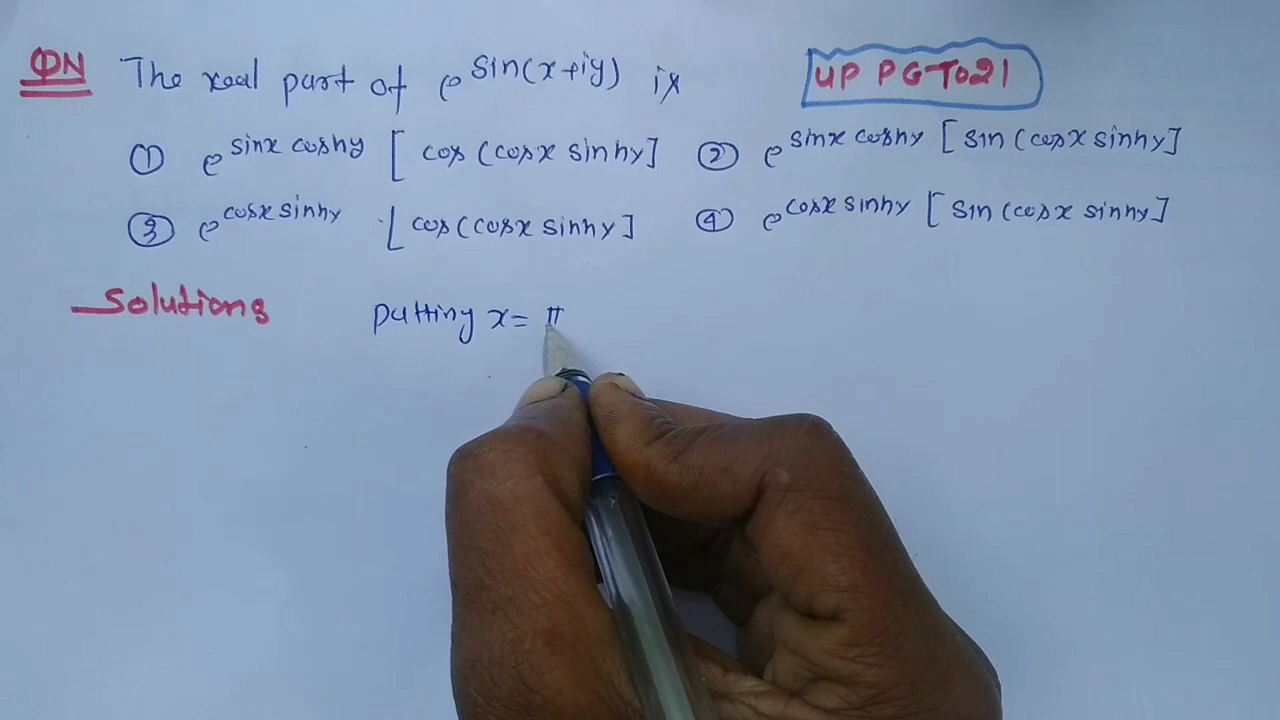 QN The real part of e^sin(x+iy) is UP PGT021
① e^sinx coshy [cos(cosx sinhy] ② e^sinx coshy [sin(cosx sinhy]
③ e^cosx sinhy [cos(cosx sinhy] ④ e^cosx sinhy [sin(cosx sinhy]
Solutions Putting x= π